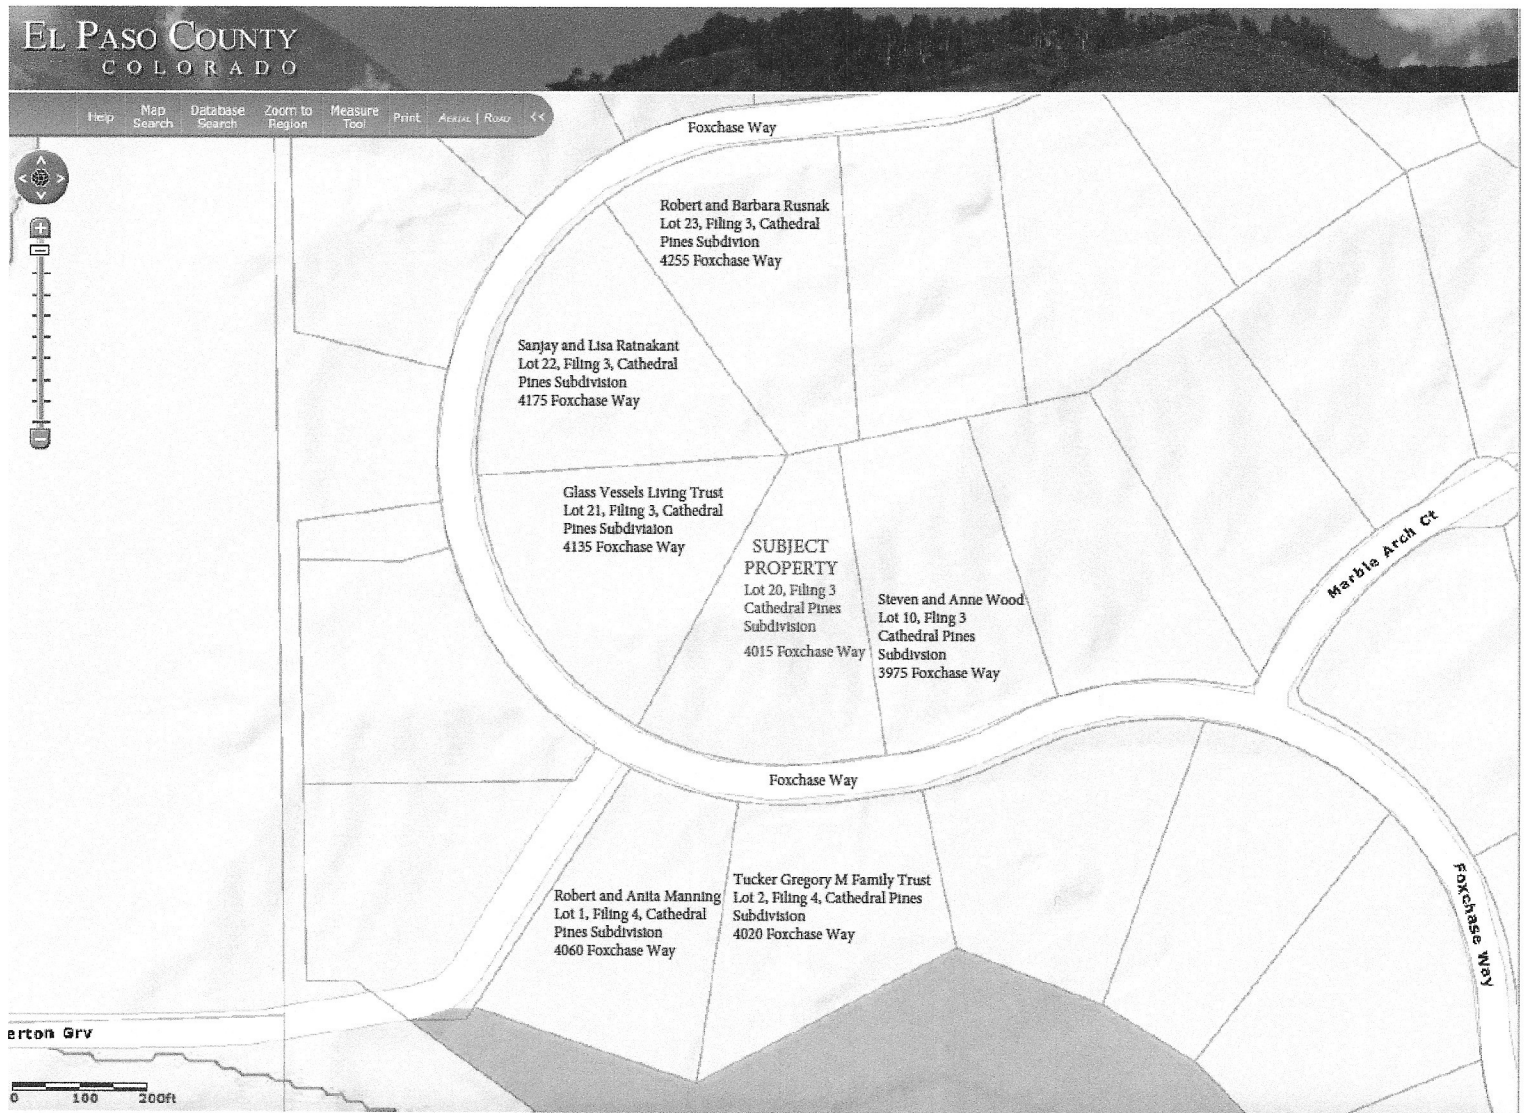 EL PASO COUNTY
COLORADO
Help
Map
Search
Database
Search
Zoom to
Region
Measure
Tool
Print
AERIAL | ROAD
<<
Foxchase Way
Robert and Barbara Rusnak
Lot 23, Filing 3, Cathedral
Pines Subdivion
4255 Foxchase Way
Sanjay and Lisa Ratnakant
Lot 22, Filing 3, Cathedral
Pines Subdivision
4175 Foxchase Way
Glass Vessels Living Trust
Lot 21, Filing 3, Cathedral
Pines Subdiviaion
4135 Foxchase Way
SUBJECT
PROPERTY
Lot 20, Filing 3
Cathedral Pines
Subdivision
4015 Foxchase Way
Steven and Anne Wood
Lot 10, Fling 3
Cathedral Pines
Subdivsion
3975 Foxchase Way
Marble Arch Ct
Foxchase Way
Robert and Anita Manning
Lot 1, Filing 4, Cathedral
Pines Subdivision
4060 Foxchase Way
Tucker Gregory M Family Trust
Lot 2, Filing 4, Cathedral Pines
Subdivision
4020 Foxchase Way
Foxchase Way
erton Grv
0 100 200ft